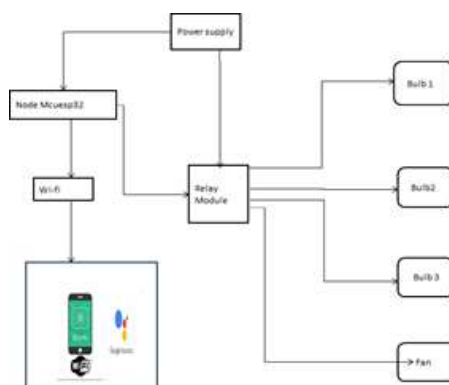 Power supply
Node Mcuesp32
Wi-fi
Relay
Module
Bulb 1
Bulb2
Bulb 3
Fan